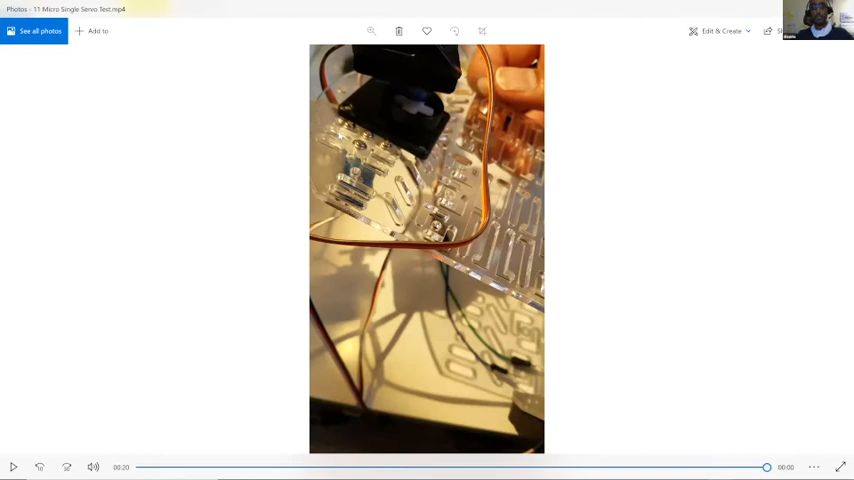 Photos - 11 Micro Single Servo Test.mp4
See all photos
Add to
Edit & Create
00:20
00:00